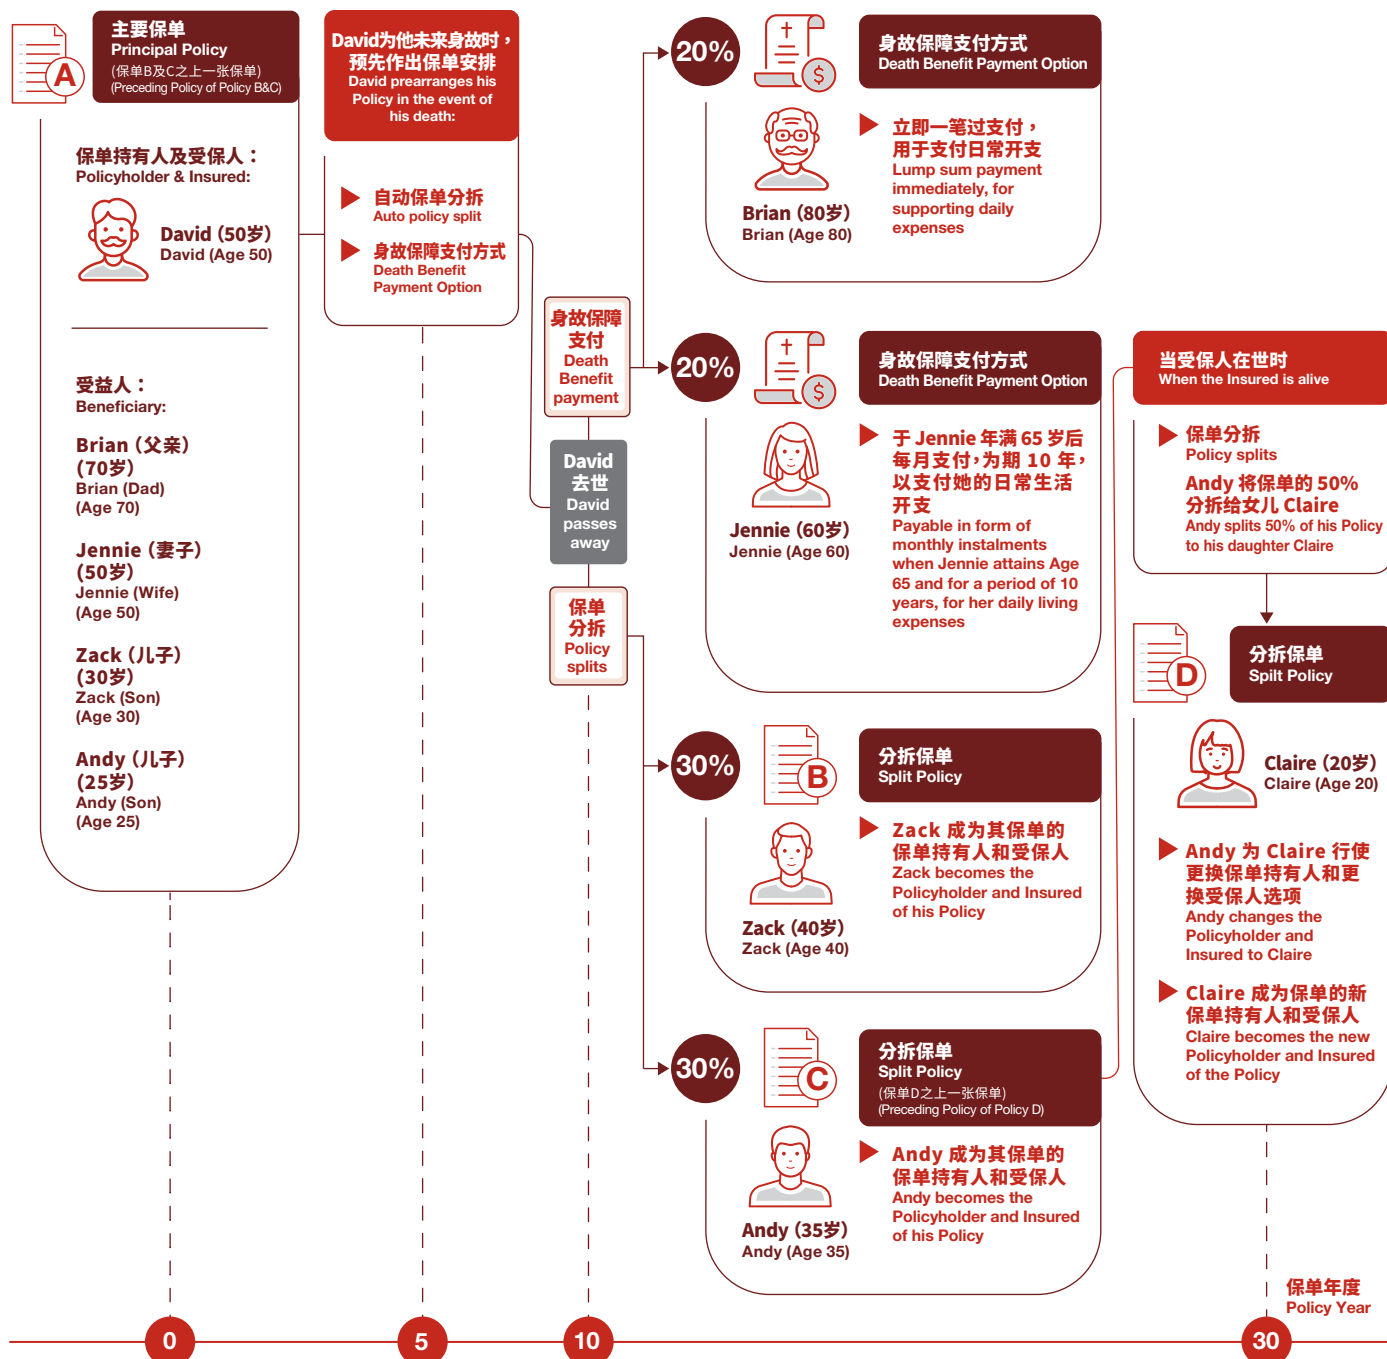 A
主要保单
Principal Policy
(保单B及C之上一张保单)
(Preceding Policy of Policy B&C)
保单持有人及受保人：
Policyholder & Insured:
David (50岁)
David (Age 50)
受益人：
Beneficiary:
Brian (父亲)
(70岁)
Brian (Dad)
(Age 70)
Jennie (妻子)
(50岁)
Jennie (Wife)
(Age 50)
Zack (儿子)
(30岁)
Zack (Son)
(Age 30)
Andy (儿子)
(25岁)
Andy (Son)
(Age 25)
David为他未来身故时，
预先作出保单安排
David prearranges his
Policy in the event of
his death:
自动保单分拆
Auto policy split
身故保障支付方式
Death Benefit
Payment Option
身故保障
支付
Death
Benefit
payment
David
去世
David
passes
away
保单
分拆
Policy
splits
20%
$
身故保障支付方式
Death Benefit Payment Option
Brian (80岁)
Brian (Age 80)
立即一笔过支付，
用于支付日常开支
Lump sum payment
immediately, for
supporting daily
expenses
20%
$
身故保障支付方式
Death Benefit Payment Option
Jennie (60岁)
Jennie (Age 60)
于 Jennie 年满 65 岁后
每月支付，为期 10 年，
以支付她的日常生活
开支
Payable in form of
monthly instalments
when Jennie attains Age
65 and for a period of 10
years, for her daily living
expenses
30%
B
分拆保单
Split Policy
Zack (40岁)
Zack (Age 40)
Zack 成为其保单的
保单持有人和受保人
Zack becomes the
Policyholder and Insured
of his Policy
30%
C
分拆保单
Split Policy
(保单D之上一张保单)
(Preceding Policy of Policy D)
Andy (35岁)
Andy (Age 35)
Andy 成为其保单的
保单持有人和受保人
Andy becomes the
Policyholder and Insured
of his Policy
当受保人在世时
When the Insured is alive
保单分拆
Policy splits
Andy 将保单的 50%
分拆给女儿 Claire
Andy splits 50% of his Policy
to his daughter Claire
D
分拆保单
Spilt Policy
Claire (20岁)
Claire (Age 20)
Andy 为 Claire 行使
更换保单持有人和更
换受保人选项
Andy changes the
Policyholder and
Insured to Claire
Claire 成为保单的新
保单持有人和受保人
Claire becomes the new
Policyholder and Insured
of the Policy
保单年度
Policy Year
0
5
10
30